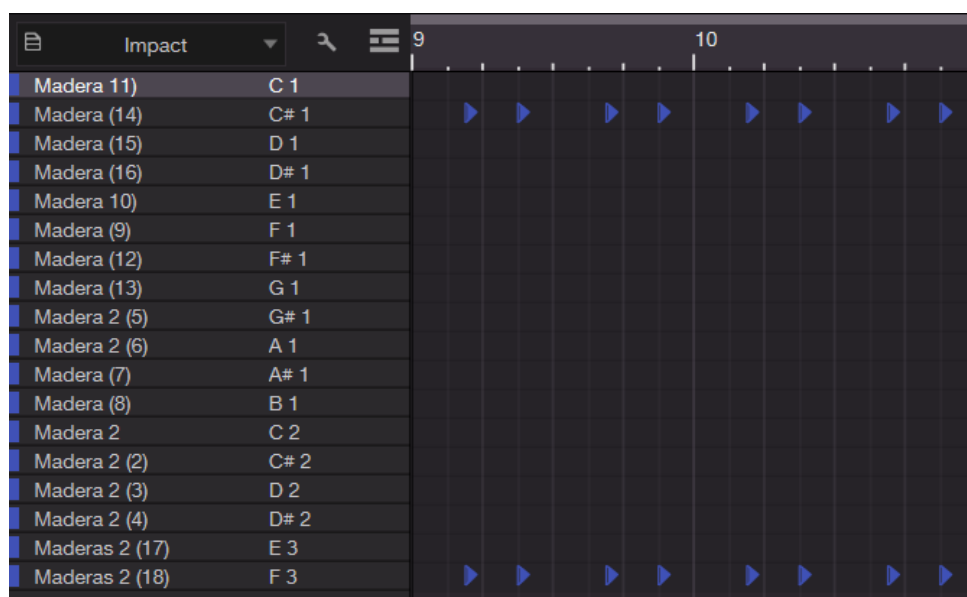 Impact 9 10
Madera 11) C 1
Madera (14) C# 1
Madera (15) D 1
Madera (16) D# 1
Madera 10) E 1
Madera (9) F 1
Madera (12) F# 1
Madera (13) G 1
Madera 2 (5) G# 1
Madera 2 (6) A 1
Madera (7) A# 1
Madera (8) B 1
Madera 2 C 2
Madera 2 (2) C# 2
Madera 2 (3) D 2
Madera 2 (4) D# 2
Maderas 2 (17) E 3
Maderas 2 (18) F 3